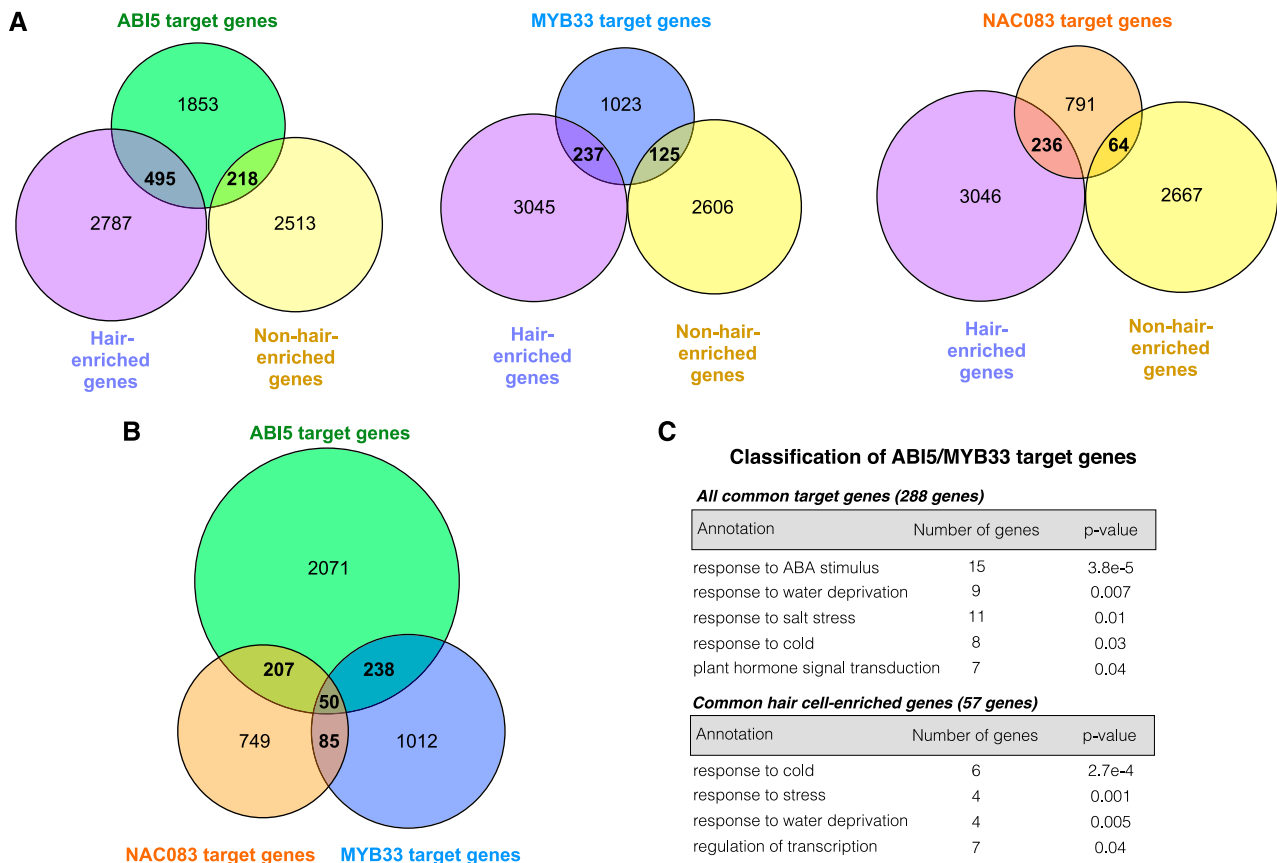 A
ABI5 target genes
1853
495
218
2787
2513
Hair-
enriched
genes
Non-hair-
enriched
genes
MYB33 target genes
1023
237
125
3045
2606
Hair-
enriched
genes
Non-hair-
enriched
genes
NAC083 target genes
791
236
64
3046
2667
Hair-
enriched
genes
Non-hair-
enriched
genes
B
ABI5 target genes
2071
207
238
50
749
85
1012
NAC083 target genes
MYB33 target genes
C
Classification of ABI5/MYB33 target genes
All common target genes (288 genes)
Annotation Number of genes p-value
response to ABA stimulus 15 3.8e-5
response to water deprivation 9 0.007
response to salt stress 11 0.01
response to cold 8 0.03
plant hormone signal transduction 7 0.04
Common hair cell-enriched genes (57 genes)
Annotation Number of genes p-value
response to cold 6 2.7e-4
response to stress 4 0.001
response to water deprivation 4 0.005
regulation of transcription 7 0.04